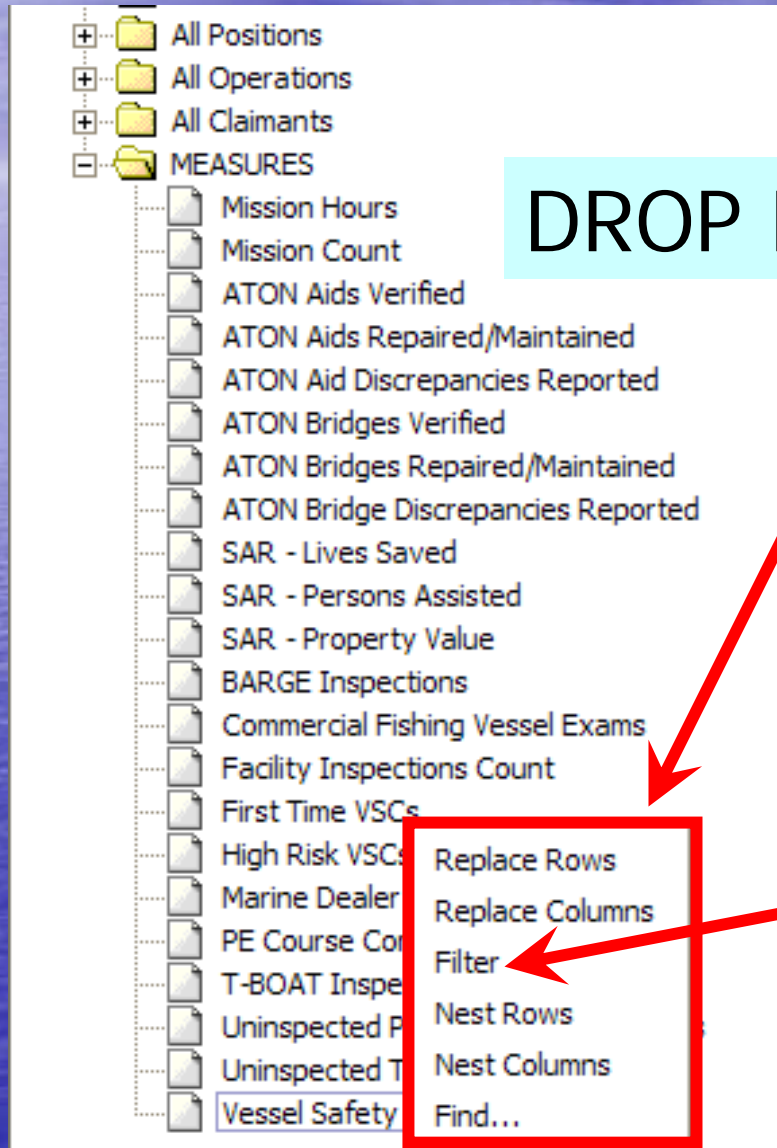 All Positions
All Operations
All Claimants
MEASURES
Mission Hours
DROP
Mission Count
ATON Aids Verified
ATON Aids Repaired/Maintained
ATON Aid Discrepancies Reported
ATON Bridges Verified
ATON Bridges Repaired/Maintained
ATON Bridge Discrepancies Reported
SAR - Lives Saved
SAR - Persons Assisted
SAR - Property Value
BARGE Inspections
Commercial Fishing Vessel Exams
Facility Inspections Count
First Time VSCs
High Risk VSCs
Marine Dealer
PE Course
T-BOAT
Uninspected
Uninspected
Vessel Safety
Replace Rows
Replace Columns
Filter
Nest Rows
Nest Columns
Find...